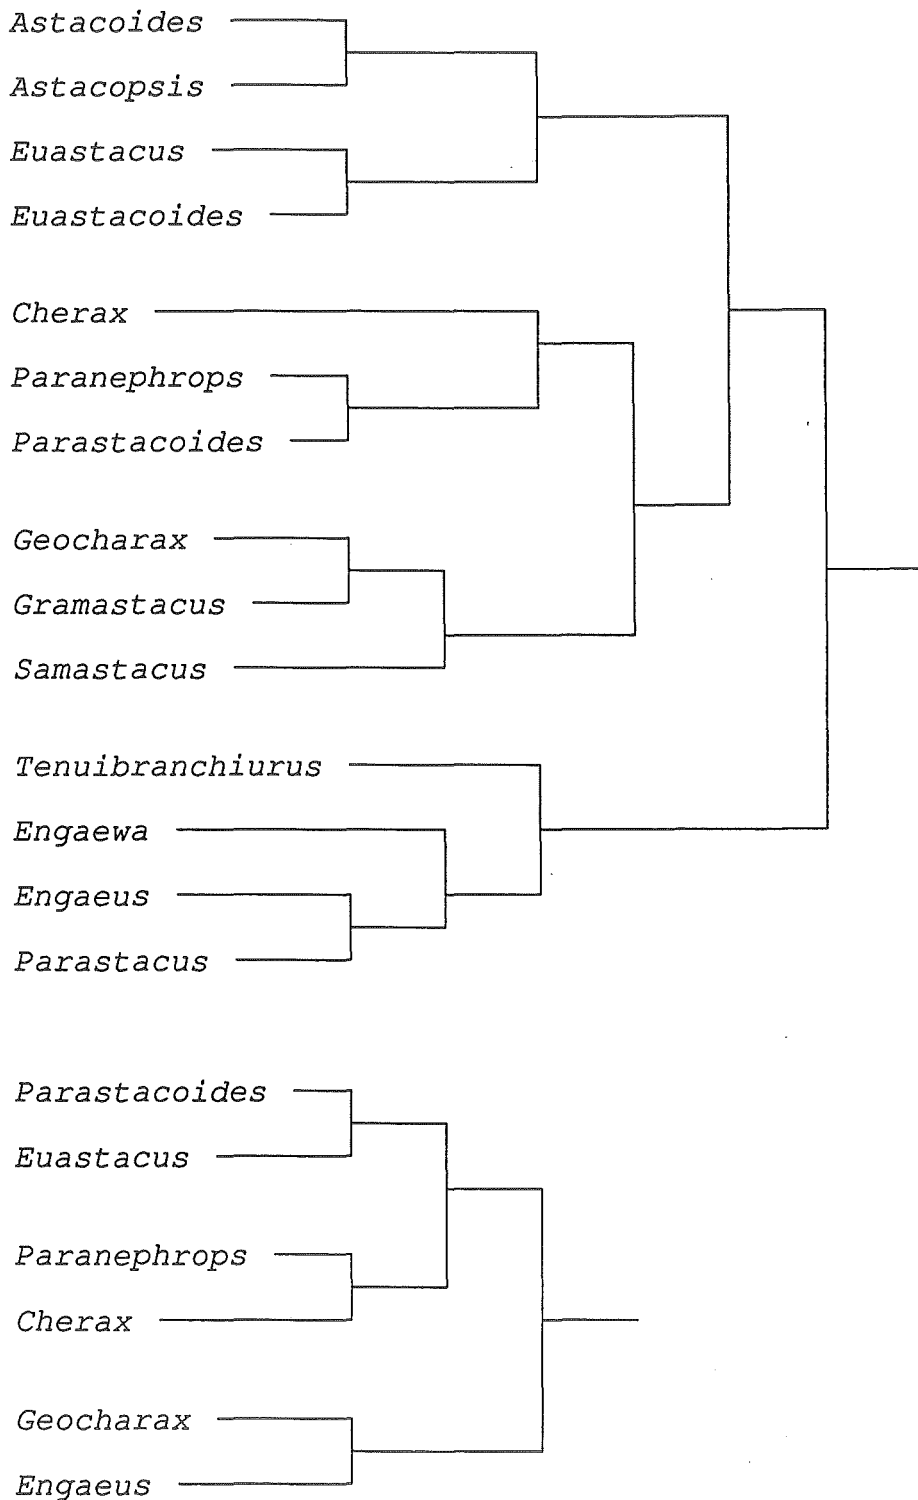 Astacoides
Astacopsis
Euastacus
Euastacoides
Cherax
Paranephrops
Parastacoides
Geocharax
Gramastacus
Samastacus
Tenuibranchiurus
Engaewa
Engaeus
Parastacus
Parastacoides
Euastacus
Paranephrops
Cherax
Geocharax
Engaeus